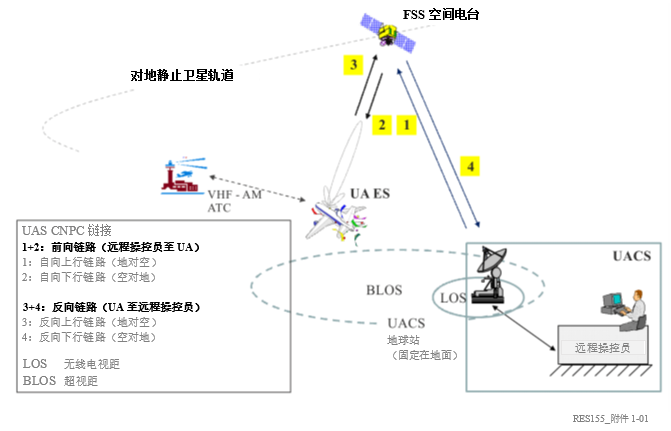 FSS 空间电台
对地静止卫星轨道
3
2
1
4
UA ES
VHF - AM
ATC
UAS CNPC 链接
1+2：前向链路（远程操控员至 UA）
1：自向上行链路（地对空）
2：自向下行链路（空对地）
3+4：反向链路（UA 至远程操控员）
3：反向上行链路（地对空）
4：反向下行链路（空对地）
LOS 无线电视距
BLOS 超视距
BLOS
LOS
UACS
地球站
（固定在地面）
UACS
远程操控员
RES155_附件 1-01